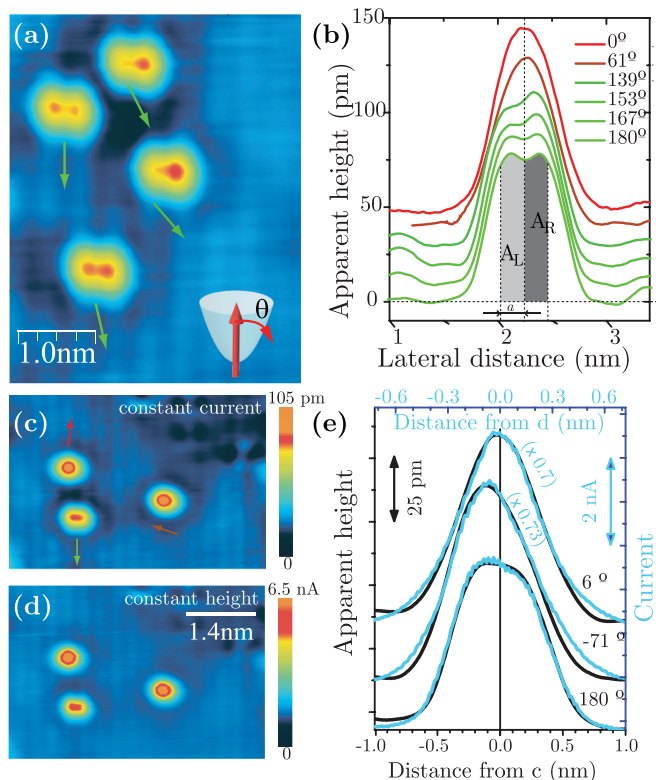 (a)
θ
1.0nm
(b)
150
100
50
0
Apparent height (pm)
0º
61º
139º
153º
167º
180º
A_L
A_R
a
1
2
3
Lateral distance (nm)
(c)
constant current
105 pm
0
(d)
constant height
1.4nm
6.5 nA
0
(e)
-0.6
-0.3
0.0
0.3
0.6
Distance from d (nm)
Apparent height
25 pm
(x 0.7)
(x 0.73)
2 nA
Current
6 º
-71 º
180 º
-1.0
-0.5
0.0
0.5
1.0
Distance from c (nm)